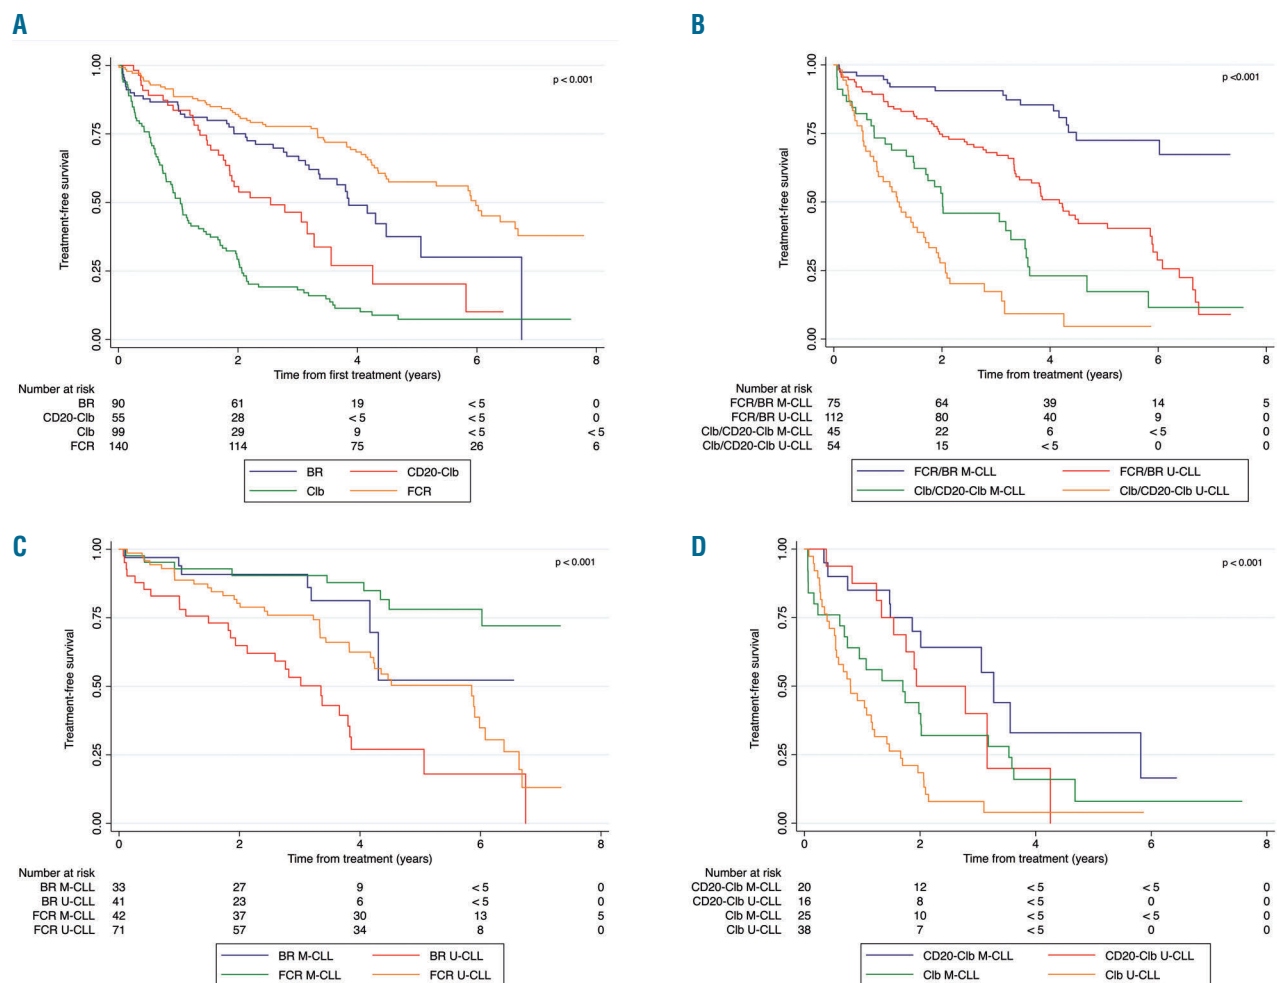 A
p < 0.001
Treatment-free survival
1.00
0.75
0.50
0.25
0.00
0 2 4 6 8
Time from first treatment (years)
Number at risk
BR 90 61 19 < 5 0
CD20-Clb 55 28 < 5 < 5 0
Clb 99 29 9 < 5 < 5
FCR 140 114 75 26 6
BR CD20-Clb
Clb FCR
B
p <0.001
Treatment-free survival
1.00
0.75
0.50
0.25
0.00
0 2 4 6 8
Time from treatment (years)
Number at risk
FCR/BR M-CLL 75 64 39 14 5
FCR/BR U-CLL 112 80 40 9 0
Clb/CD20-Clb M-CLL 45 22 6 <5 0
Clb/CD20-Clb U-CLL 54 15 <5 0 0
FCR/BR M-CLL FCR/BR U-CLL
Clb/CD20-Clb M-CLL Clb/CD20-Clb U-CLL
C
p < 0.001
Treatment-free survival
1.00
0.75
0.50
0.25
0.00
0 2 4 6 8
Time from treatment (years)
Number at risk
BR M-CLL 33 27 9 < 5 0
BR U-CLL 41 23 6 < 5 0
FCR M-CLL 42 37 30 13 5
FCR U-CLL 71 57 34 8 0
BR M-CLL BR U-CLL
FCR M-CLL FCR U-CLL
D
p < 0.001
Treatment-free survival
1.00
0.75
0.50
0.25
0.00
0 2 4 6 8
Time from treatment (years)
Number at risk
CD20-Clb M-CLL 20 12 < 5 < 5 0
CD20-Clb U-CLL 16 8 < 5 0 0
Clb M-CLL 25 10 < 5 < 5 0
Clb U-CLL 38 7 < 5 0 0
CD20-Clb M-CLL CD20-Clb U-CLL
Clb M-CLL Clb U-CLL